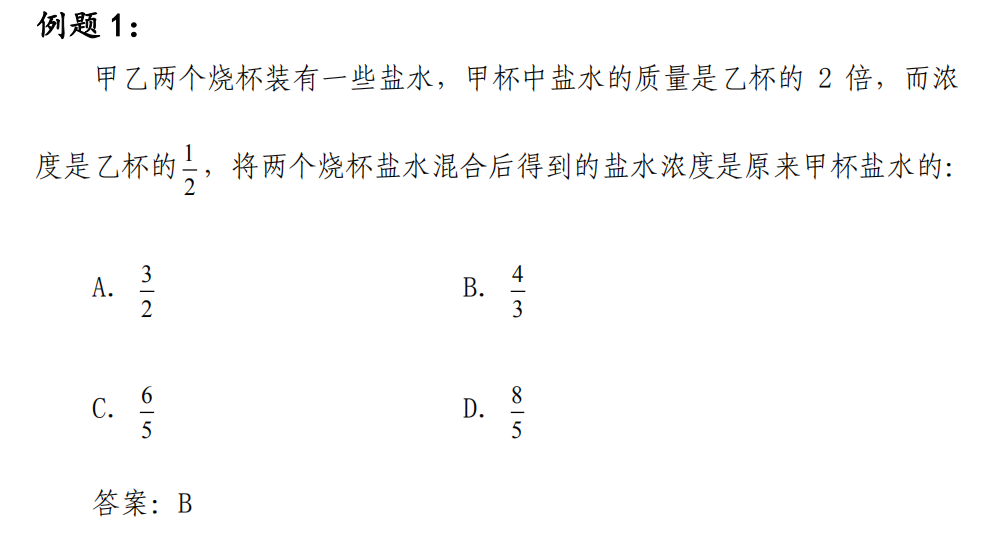 例题 1：
甲乙两个烧杯装有一些盐水，甲杯中盐水的质量是乙杯的 2 倍，而浓
度是乙杯的 1/2，将两个烧杯盐水混合后得到的盐水浓度是原来甲杯盐水的：
A. 3/2 B. 4/3
C. 6/5 D. 8/5
答案：B